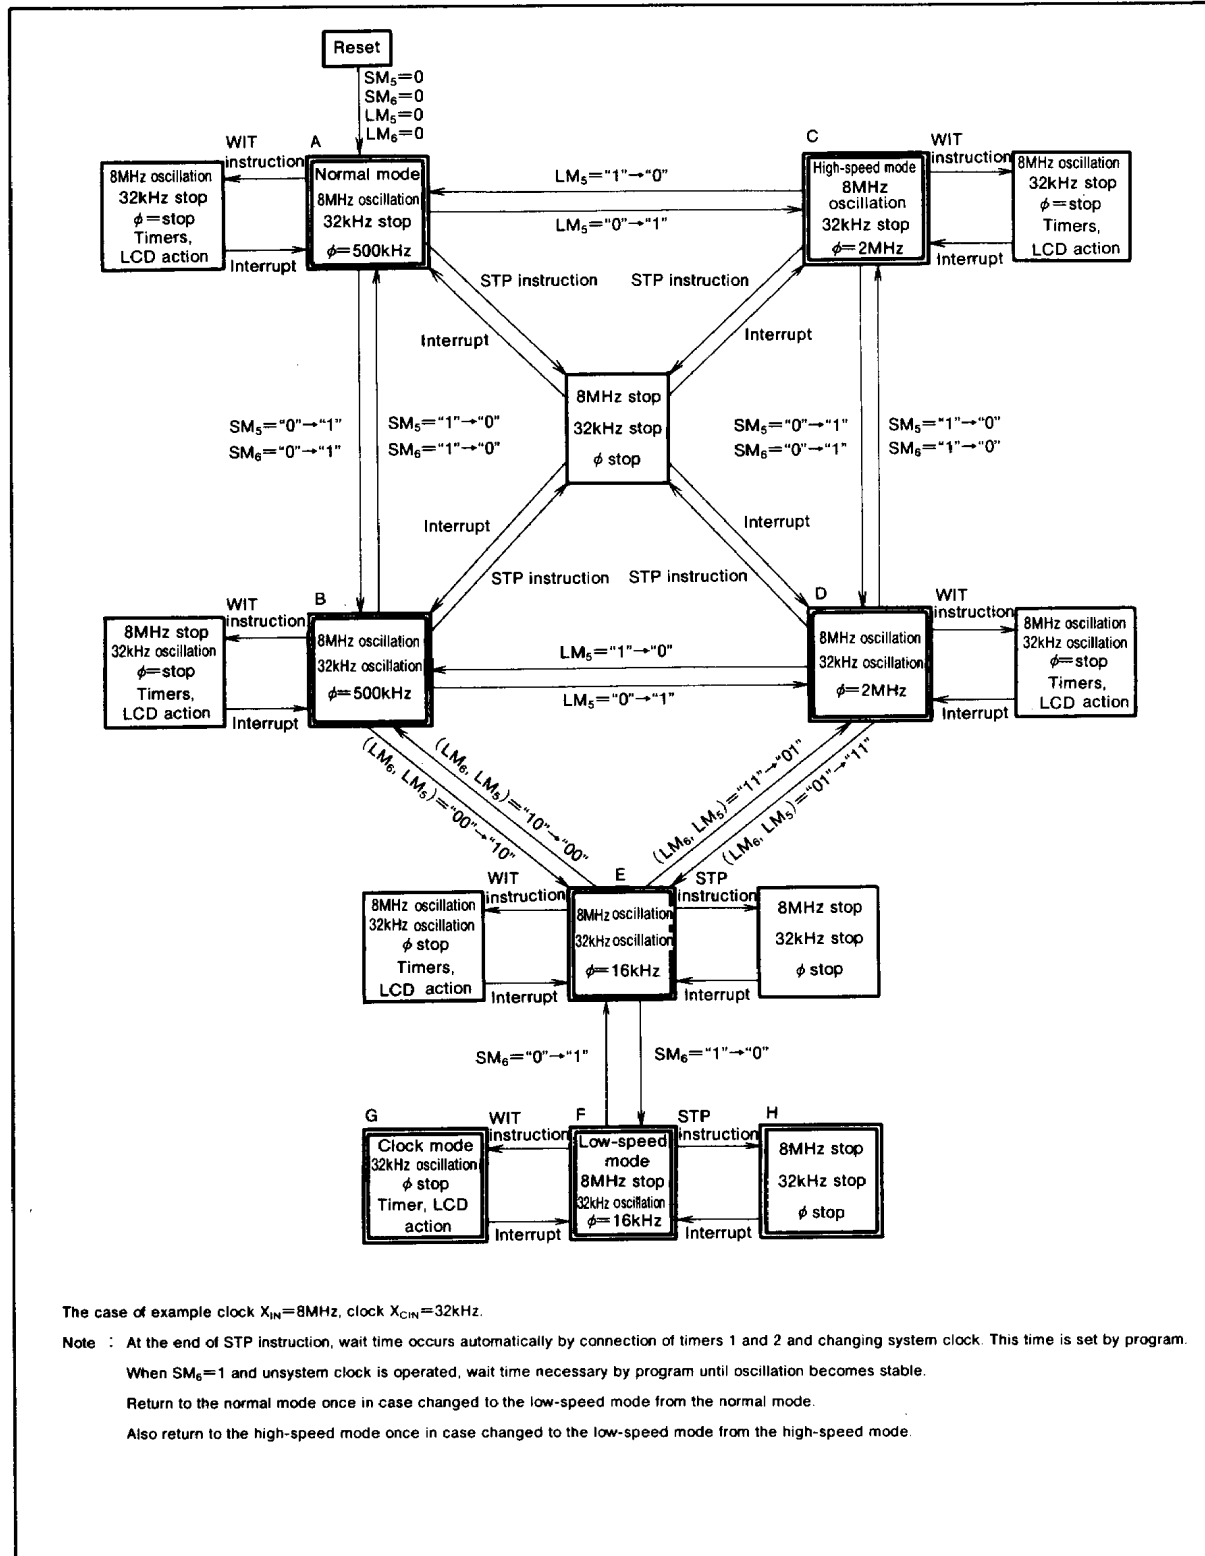 Reset
SM₅=0
SM₆=0
LM₅=0
LM₆=0
A
WIT
instruction
8MHz oscillation
32kHz stop
ϕ=stop
Timers,
LCD action
Interrupt
Normal mode
8MHz oscillation
32kHz stop
ϕ=500kHz
LM₅="1"→"0"
LM₅="0"→"1"
C
High-speed mode
8MHz
oscillation
32kHz stop
ϕ=2MHz
WIT
instruction
8MHz oscillation
32kHz stop
ϕ=stop
Timers,
LCD action
Interrupt
STP instruction
STP instruction
Interrupt
Interrupt
8MHz stop
32kHz stop
ϕ stop
SM₅="0"→"1"
SM₆="0"→"1"
SM₅="1"→"0"
SM₆="1"→"0"
SM₅="0"→"1"
SM₆="0"→"1"
SM₅="1"→"0"
SM₆="1"→"0"
Interrupt
Interrupt
STP instruction
STP instruction
B
WIT
instruction
8MHz stop
32kHz oscillation
ϕ=stop
Timers,
LCD action
Interrupt
8MHz oscillation
32kHz oscillation
ϕ=500kHz
LM₅="1"→"0"
LM₅="0"→"1"
D
8MHz oscillation
32kHz oscillation
ϕ=2MHz
WIT
instruction
8MHz oscillation
32kHz oscillation
ϕ=stop
Timers,
LCD action
Interrupt
(LM₆, LM₅)="00"→"10"
(LM₆, LM₅)="10"→"00"
(LM₆, LM₅)="11"→"01"
(LM₆, LM₅)="01"→"11"
E
WIT
instruction
8MHz oscillation
32kHz oscillation
ϕ stop
Timers,
LCD action
Interrupt
8MHz oscillation
32kHz oscillation
ϕ=16kHz
STP
instruction
8MHz stop
32kHz stop
ϕ stop
Interrupt
SM₆="0"→"1"
SM₆="1"→"0"
G
WIT
instruction
Clock mode
32kHz oscillation
ϕ stop
Timer, LCD
action
Interrupt
F
Low-speed
mode
8MHz stop
32kHz oscillation
ϕ=16kHz
STP
instruction
H
8MHz stop
32kHz stop
ϕ stop
Interrupt
The case of example clock X_IN=8MHz, clock X_CIN=32kHz.
Note : At the end of STP instruction, wait time occurs automatically by connection of timers 1 and 2 and changing system clock. This time is set by program.
When SM₆=1 and unsystem clock is operated, wait time necessary by program until oscillation becomes stable.
Return to the normal mode once in case changed to the low-speed mode from the normal mode.
Also return to the high-speed mode once in case changed to the low-speed mode from the high-speed mode.